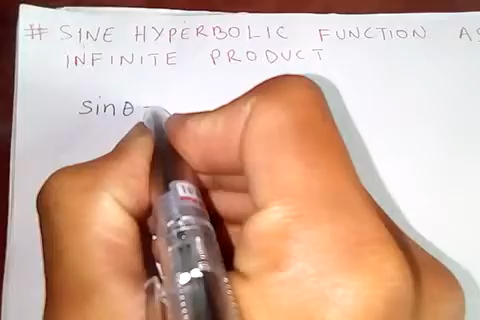 # SINE HYPERBOLIC FUNCTION AS
INFINITE PRODUCT
sinθ